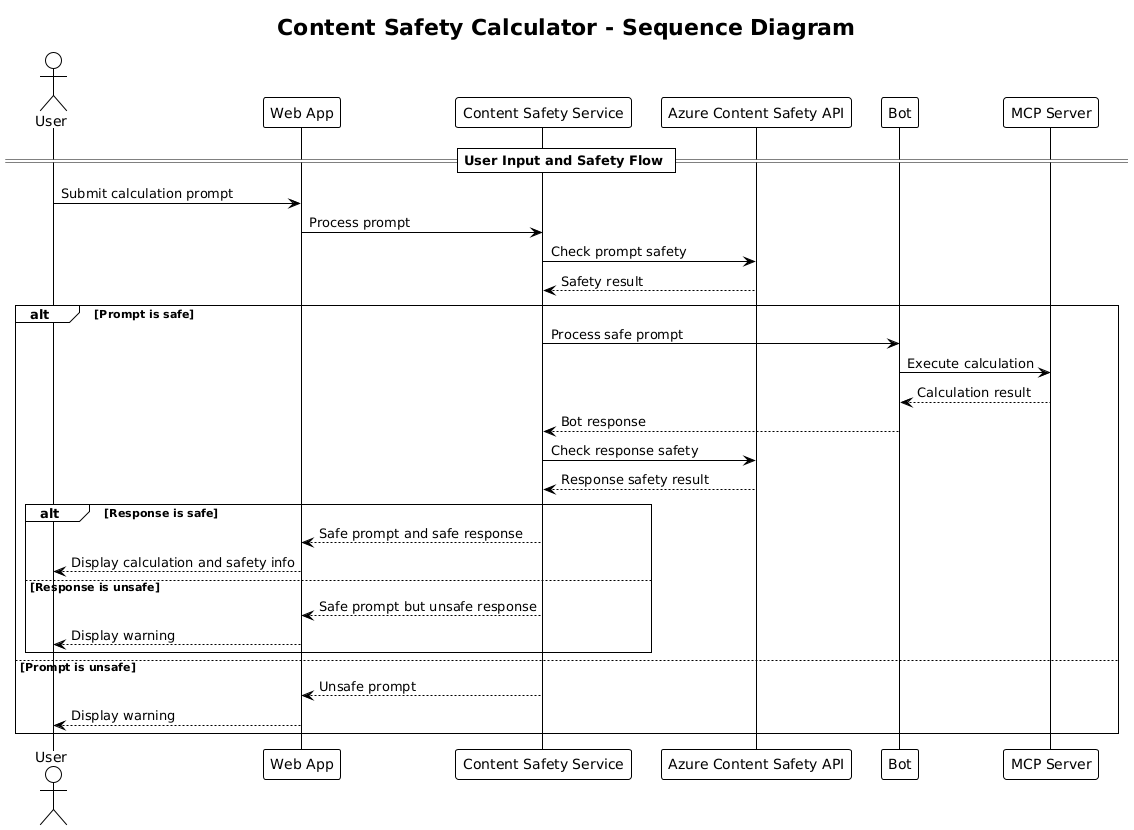 Content Safety Calculator - Sequence Diagram
User
Web App
Content Safety Service
Azure Content Safety API
Bot
MCP Server
User Input and Safety Flow
Submit calculation prompt
Process prompt
Check prompt safety
Safety result
alt [Prompt is safe]
Process safe prompt
Execute calculation
Calculation result
Bot response
Check response safety
Response safety result
alt [Response is safe]
Safe prompt and safe response
Display calculation and safety info
[Response is unsafe]
Safe prompt but unsafe response
Display warning
[Prompt is unsafe]
Unsafe prompt
Display warning
User
Web App
Content Safety Service
Azure Content Safety API
Bot
MCP Server